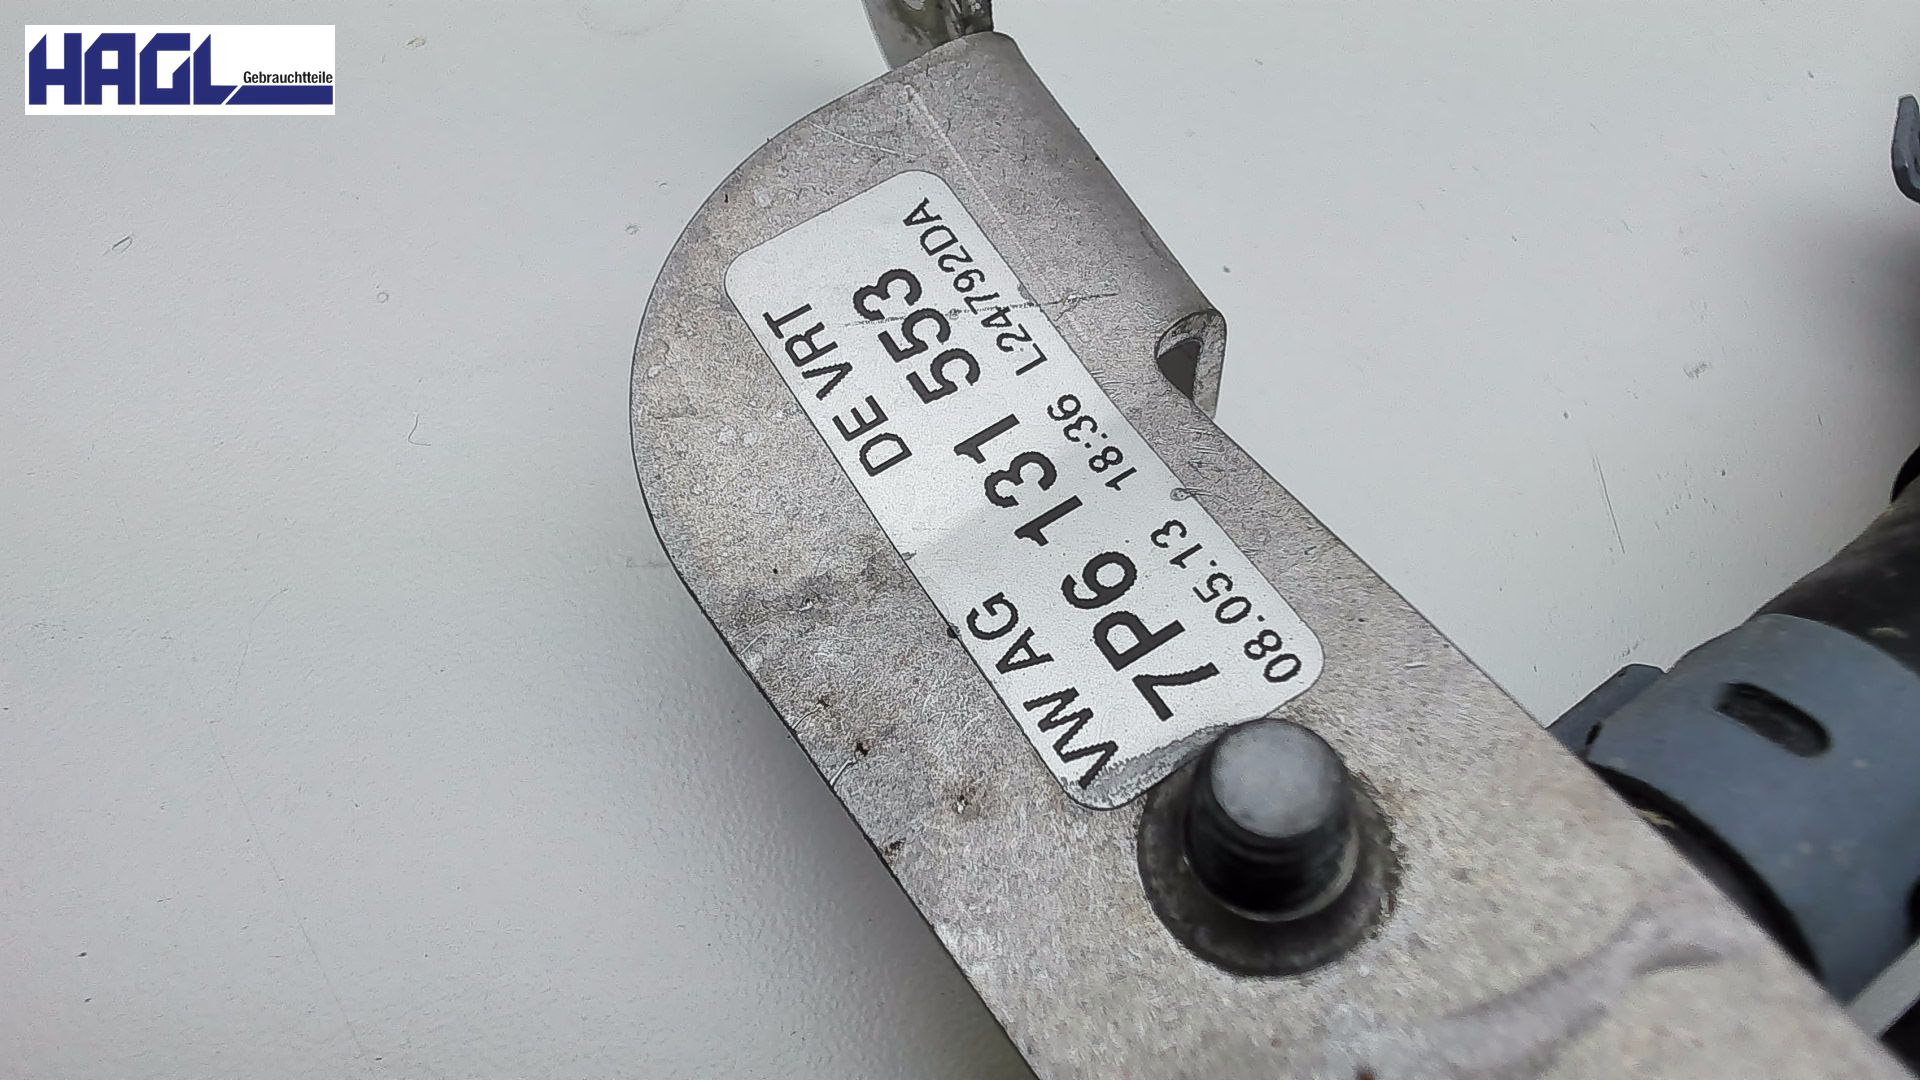 HAGL
Gebrauchtteile
VW AG DE VRT
7P6 131 553
08.05.13 18:36 L24792DA